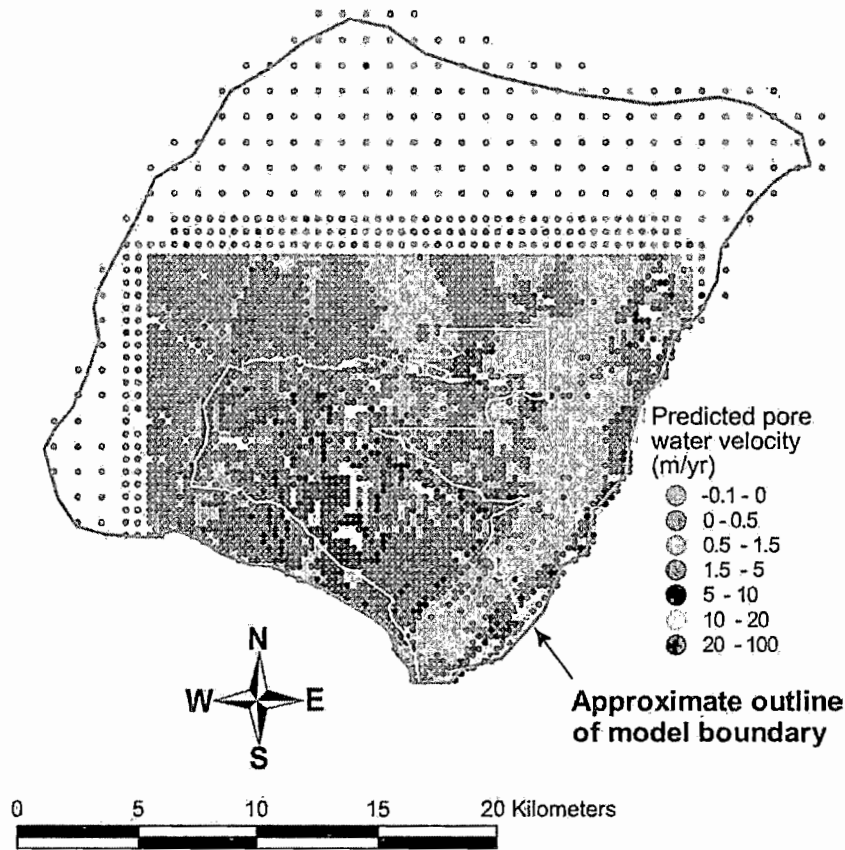 Predicted pore
water velocity
(m/yr)
-0.1 - 0
0 - 0.5
0.5 - 1.5
1.5 - 5
5 - 10
10 - 20
20 - 100
N
W E
S
Approximate outline
of model boundary
0 5 10 15 20 Kilometers